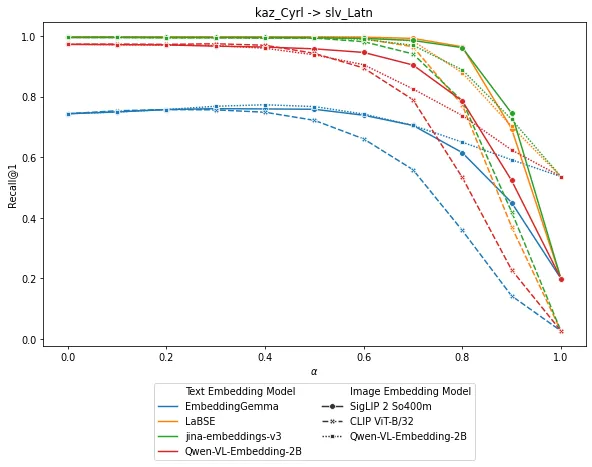 kaz_Cyrl -> slv_Latn
Recall@1
1.0
0.8
0.6
0.4
0.2
0.0
0.0 0.2 0.4 0.6 0.8 1.0
α
Text Embedding Model
EmbeddingGemma
LaBSE
jina-embeddings-v3
Qwen-VL-Embedding-2B
Image Embedding Model
SigLIP 2 So400m
CLIP ViT-B/32
Qwen-VL-Embedding-2B